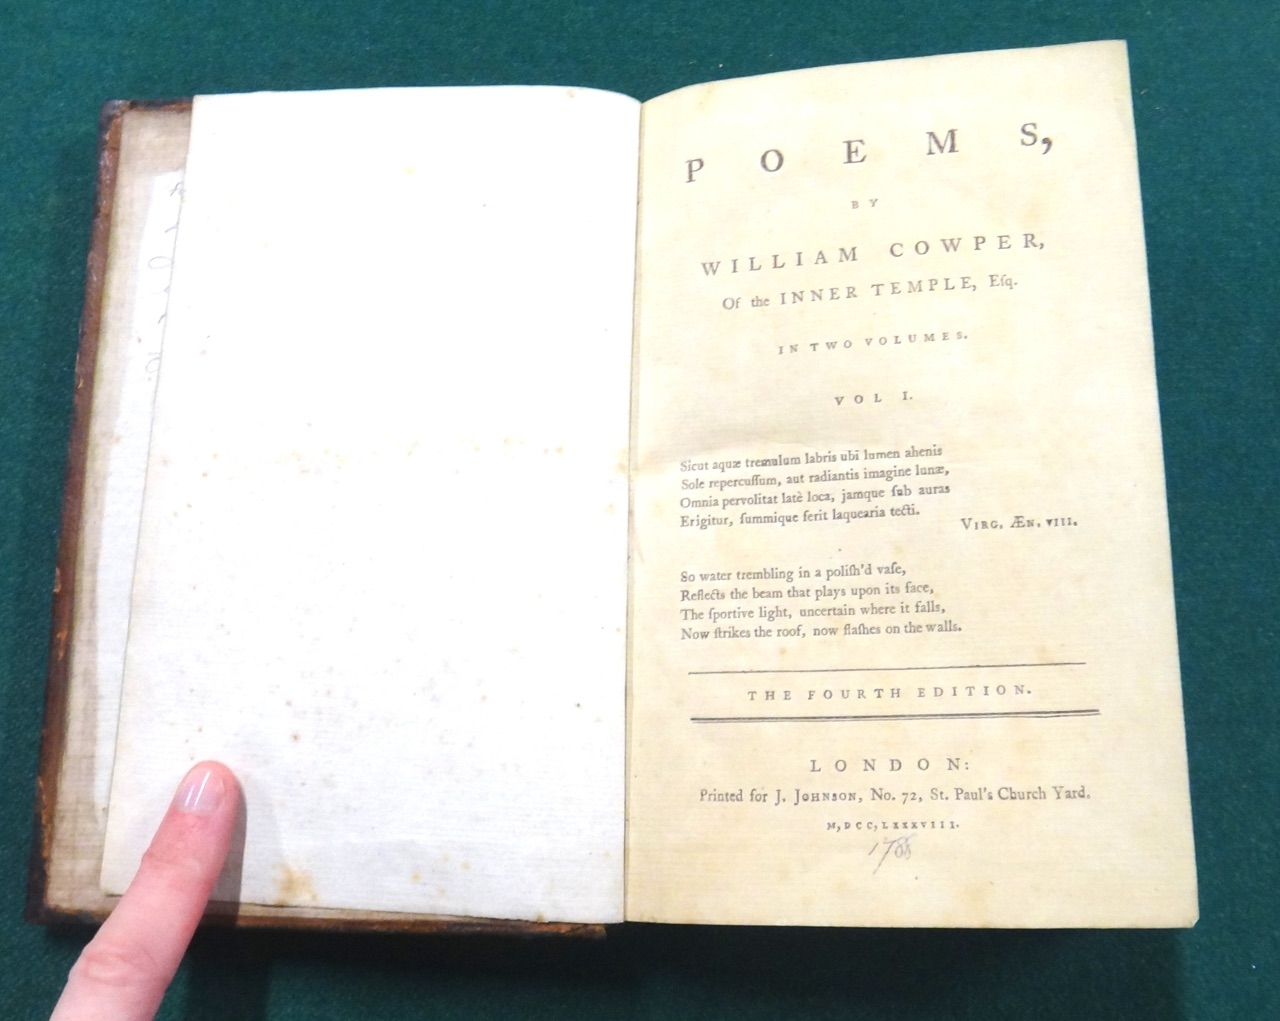 P O E M S,
BY
WILLIAM COWPER,
Of the INNER TEMPLE, Eſq.
IN TWO VOLUMES.
VOL I.
Sicut aquæ tremulum labris ubi lumen ahenis
Sole repercuſſum, aut radiantis imagine lunæ,
Omnia pervolitat latè loca, jamque ſub auras
Erigitur, ſummique ferit laquearia tecti.
VIRG. ÆN. VIII.
So water trembling in a poliſh'd vaſe,
Reflects the beam that plays upon its face,
The ſportive light, uncertain where it falls,
Now ſtrikes the roof, now flaſhes on the walls.
THE FOURTH EDITION.
LONDON:
Printed for J. JOHNSON, No. 72, St. Paul's Church Yard.
M,DCC,LXXXVIII.
1788